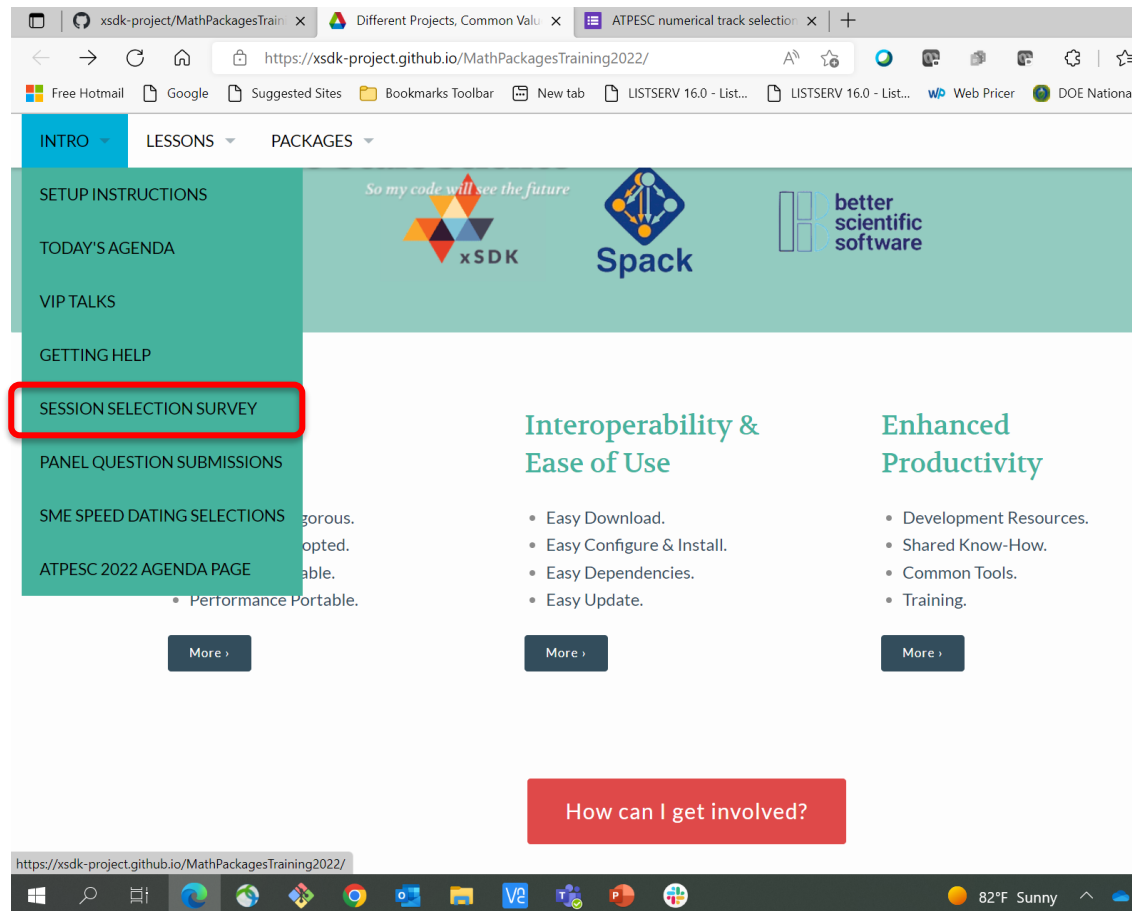 xsdk-project/MathPackagesTrain
Different Projects, Common Valu
ATPESC numerical track selection
https://xsdk-project.github.io/MathPackagesTraining2022/
Free Hotmail
Google
Suggested Sites
Bookmarks Toolbar
New tab
LISTSERV 16.0 - List...
LISTSERV 16.0 - List...
Web Pricer
DOE Nationa
INTRO
LESSONS
PACKAGES
SETUP INSTRUCTIONS
TODAY'S AGENDA
VIP TALKS
GETTING HELP
SESSION SELECTION SURVEY
PANEL QUESTION SUBMISSIONS
SME SPEED DATING SELECTIONS
ATPESC 2022 AGENDA PAGE
So my code will see the future
xSDK
Spack
better
scientific
software
gorous.
opted.
able.
Performance Portable.
More ›
Interoperability &
Ease of Use
Easy Download.
Easy Configure & Install.
Easy Dependencies.
Easy Update.
More ›
Enhanced
Productivity
Development Resources.
Shared Know-How.
Common Tools.
Training.
More ›
How can I get involved?
https://xsdk-project.github.io/MathPackagesTraining2022/
82°F Sunny